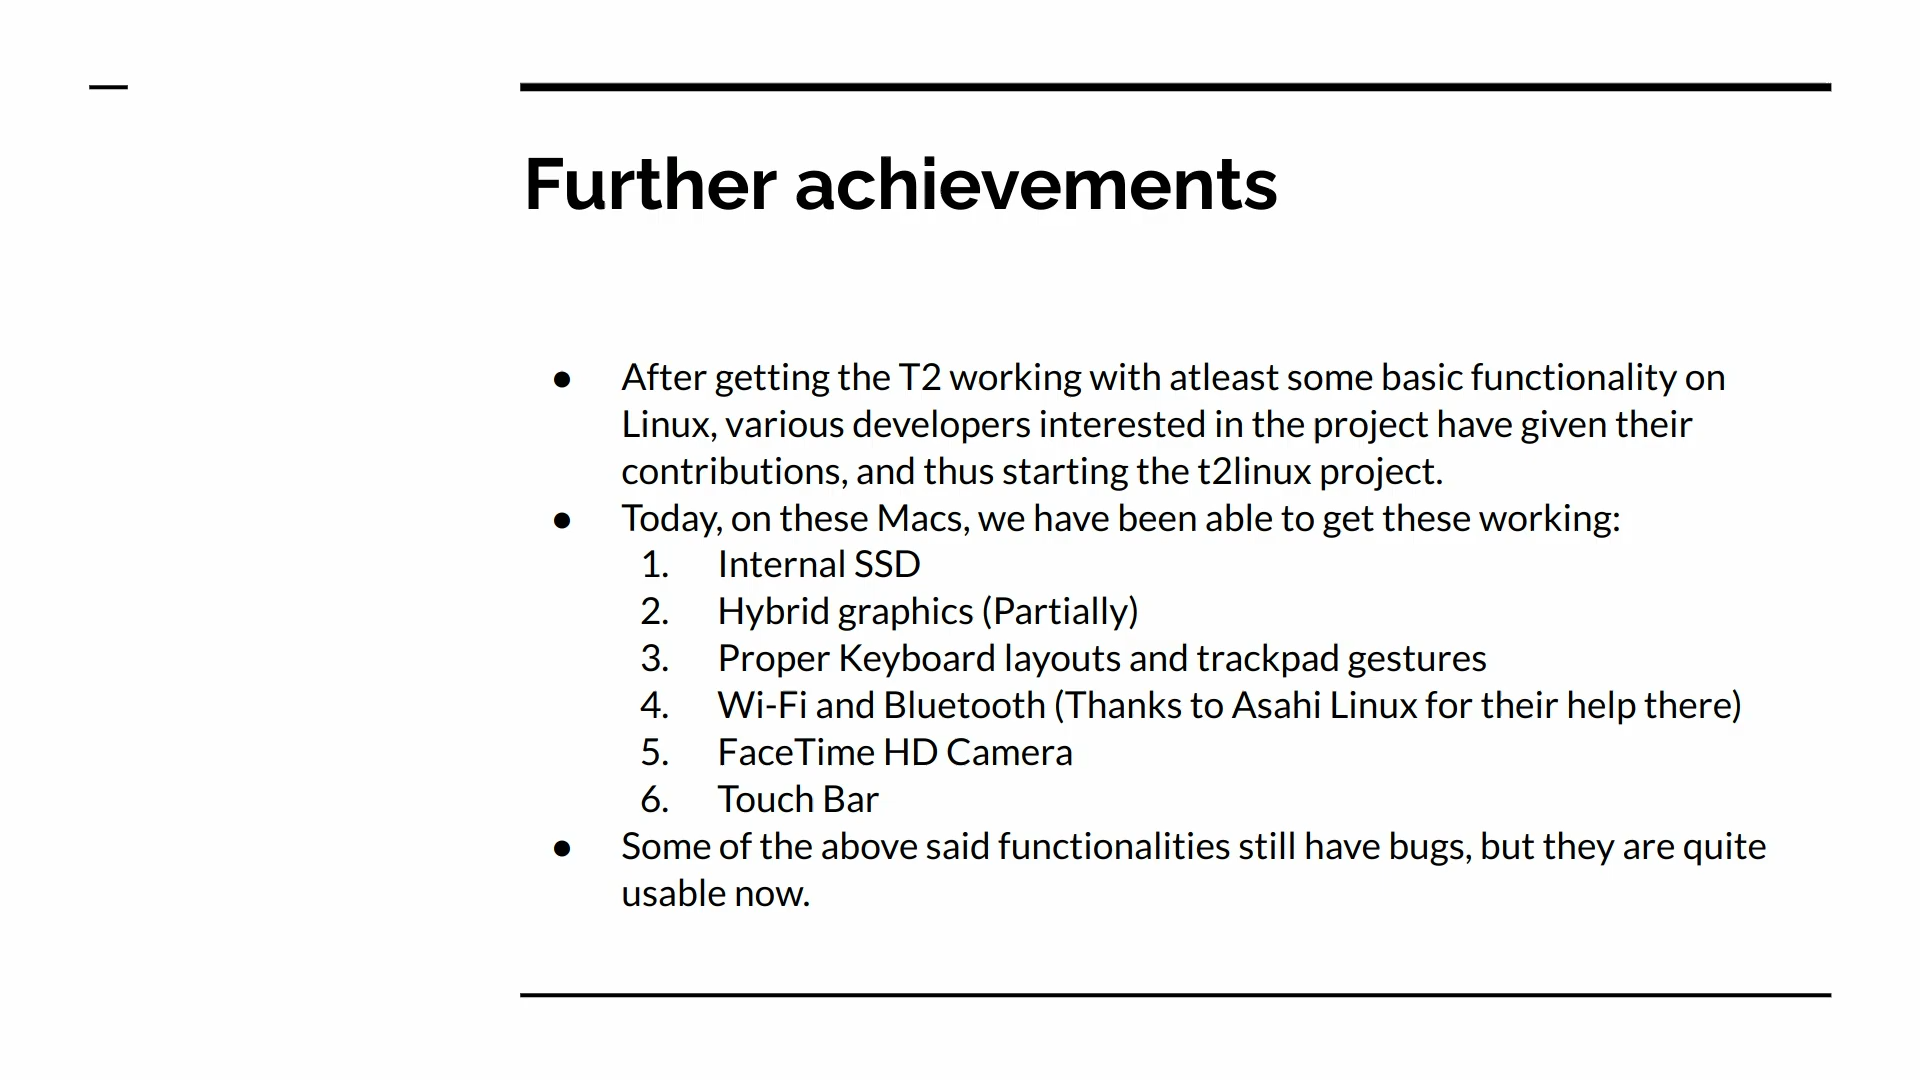 Further achievements
● After getting the T2 working with atleast some basic functionality on
Linux, various developers interested in the project have given their
contributions, and thus starting the t2linux project.
● Today, on these Macs, we have been able to get these working:
1. Internal SSD
2. Hybrid graphics (Partially)
3. Proper Keyboard layouts and trackpad gestures
4. Wi-Fi and Bluetooth (Thanks to Asahi Linux for their help there)
5. FaceTime HD Camera
6. Touch Bar
● Some of the above said functionalities still have bugs, but they are quite
usable now.